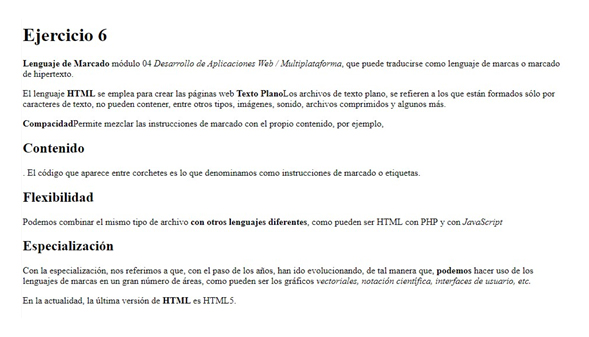 Ejercicio 6
Lenguaje de Marcado módulo 04 Desarrollo de Aplicaciones Web / Multiplataforma, que puede traducirse como lenguaje de marcas o marcado
de hipertexto.
El lenguaje HTML se emplea para crear las páginas web Texto PlanoLos archivos de texto plano, se refieren a los que están formados sólo por
caracteres de texto, no pueden contener, entre otros tipos, imágenes, sonido, archivos comprimidos y algunos más.
CompacidadPermite mezclar las instrucciones de marcado con el propio contenido, por ejemplo,
Contenido
. El código que aparece entre corchetes es lo que denominamos como instrucciones de marcado o etiquetas.
Flexibilidad
Podemos combinar el mismo tipo de archivo con otros lenguajes diferentes, como pueden ser HTML con PHP y con JavaScript
Especialización
Con la especialización, nos referimos a que, con el paso de los años, han ido evolucionando, de tal manera que, podemos hacer uso de los
lenguajes de marcas en un gran número de áreas, como pueden ser los gráficos vectoriales, notación científica, interfaces de usuario, etc.
En la actualidad, la última versión de HTML es HTML5.